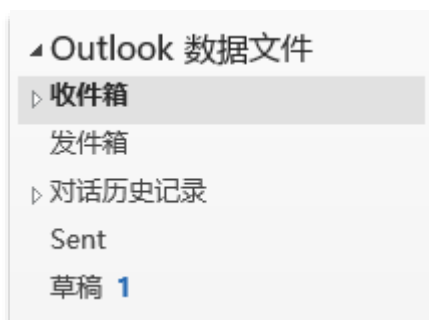 Outlook 数据文件
收件箱
发件箱
对话历史记录
Sent
草稿 1